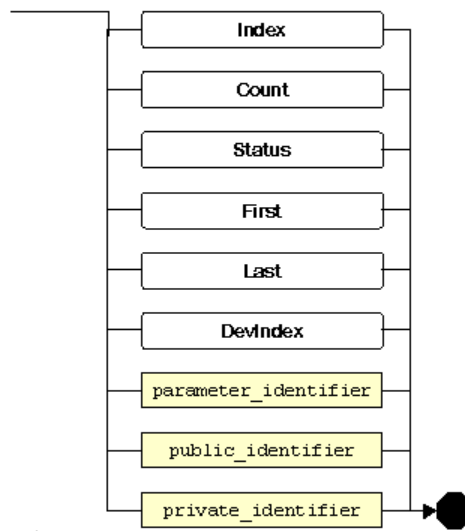 Index
Count
Status
First
Last
DevIndex
parameter_identifier
public_identifier
private_identifier